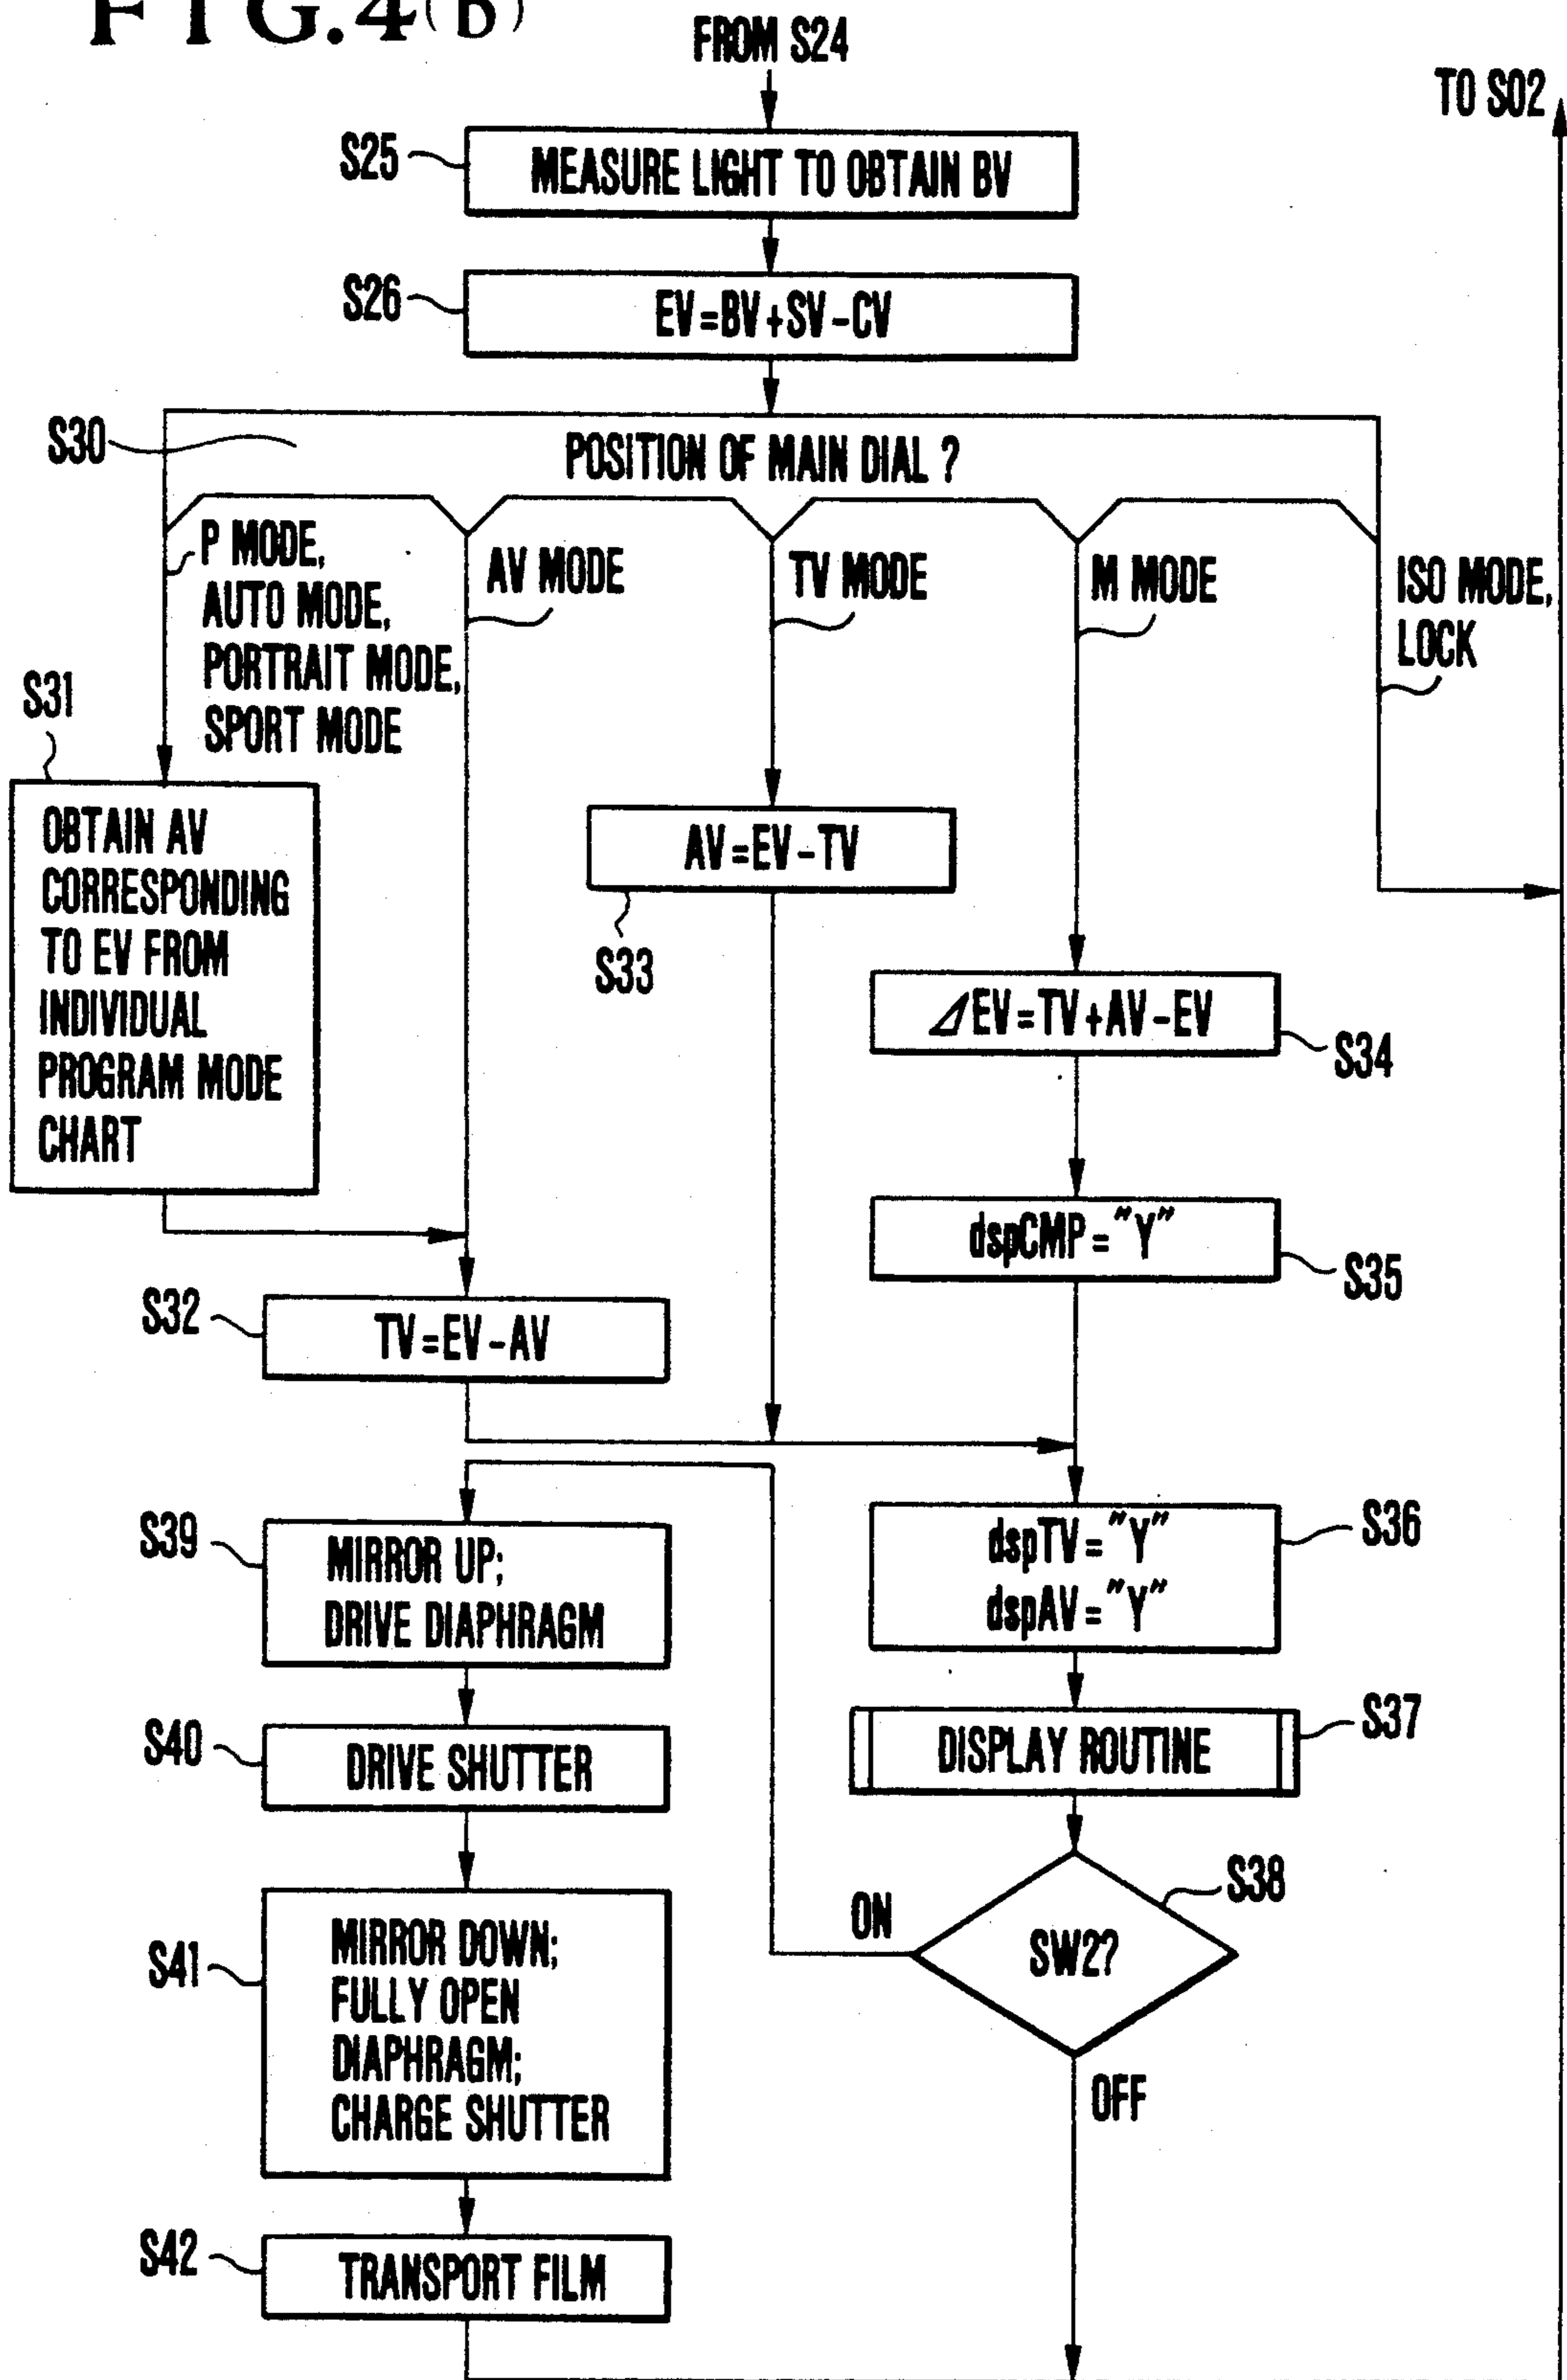 FIG.4(b)
FROM S24
TO S02
S25
MEASURE LIGHT TO OBTAIN BV
S26
EV=BV+SV-CV
S30
POSITION OF MAIN DIAL ?
P MODE,
AUTO MODE,
PORTRAIT MODE,
SPORT MODE
AV MODE
TV MODE
M MODE
ISO MODE,
LOCK
S31
OBTAIN AV
CORRESPONDING
TO EV FROM
INDIVIDUAL
PROGRAM MODE
CHART
AV=EV-TV
S33
⊿EV=TV+AV-EV
S34
dspCMP="Y"
S35
S32
TV=EV-AV
S39
MIRROR UP;
DRIVE DIAPHRAGM
dspTV="Y"
dspAV="Y"
S36
S40
DRIVE SHUTTER
DISPLAY ROUTINE
S37
S41
MIRROR DOWN;
FULLY OPEN
DIAPHRAGM;
CHARGE SHUTTER
ON
SW2?
S38
OFF
S42
TRANSPORT FILM